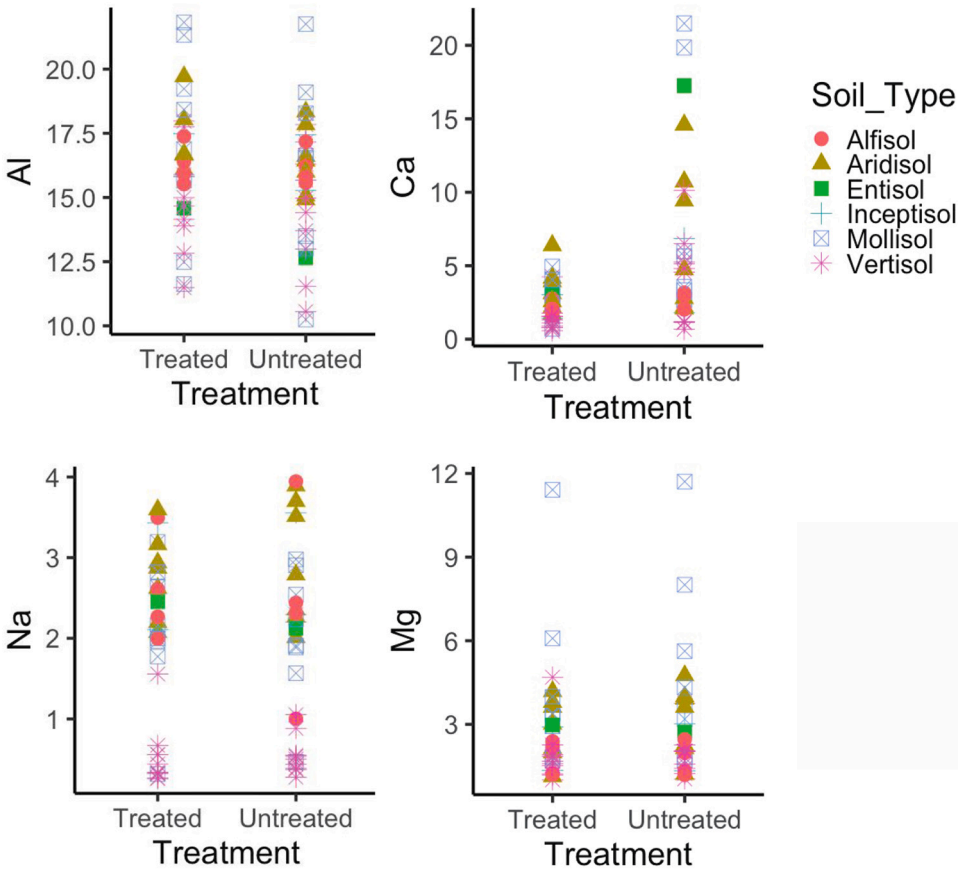 Al
20.0
17.5
15.0
12.5
10.0
Treated Untreated
Treatment
Ca
20
15
10
5
0
Treated Untreated
Treatment
Soil_Type
Alfisol
Aridisol
Entisol
Inceptisol
Mollisol
Vertisol
Na
4
3
2
1
Treated Untreated
Treatment
Mg
12
9
6
3
Treated Untreated
Treatment